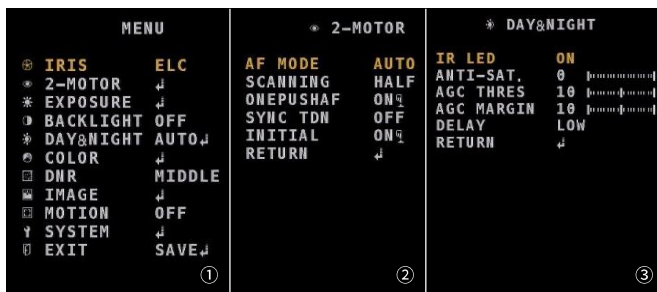 MENU
IRIS ELC
2-MOTOR ↲
EXPOSURE ↲
BACKLIGHT OFF
DAY&NIGHT AUTO↲
COLOR ↲
DNR MIDDLE
IMAGE ↲
MOTION OFF
SYSTEM ↲
EXIT SAVE↲
①
2-MOTOR
AF MODE AUTO
SCANNING HALF
ONEPUSHAF ON
SYNC TDN OFF
INITIAL ON
RETURN ↲
②
DAY&NIGHT
IR LED ON
ANTI-SAT. 0
AGC THRES 10
AGC MARGIN 10
DELAY LOW
RETURN ↲
③